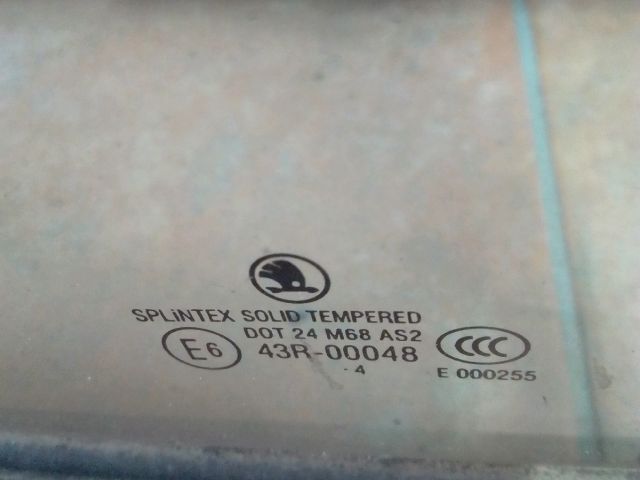 SPLiNTEX SOLID TEMPERED
DOT 24 M68 AS2
E6 43R-00048 CCC
· 4 E 000255